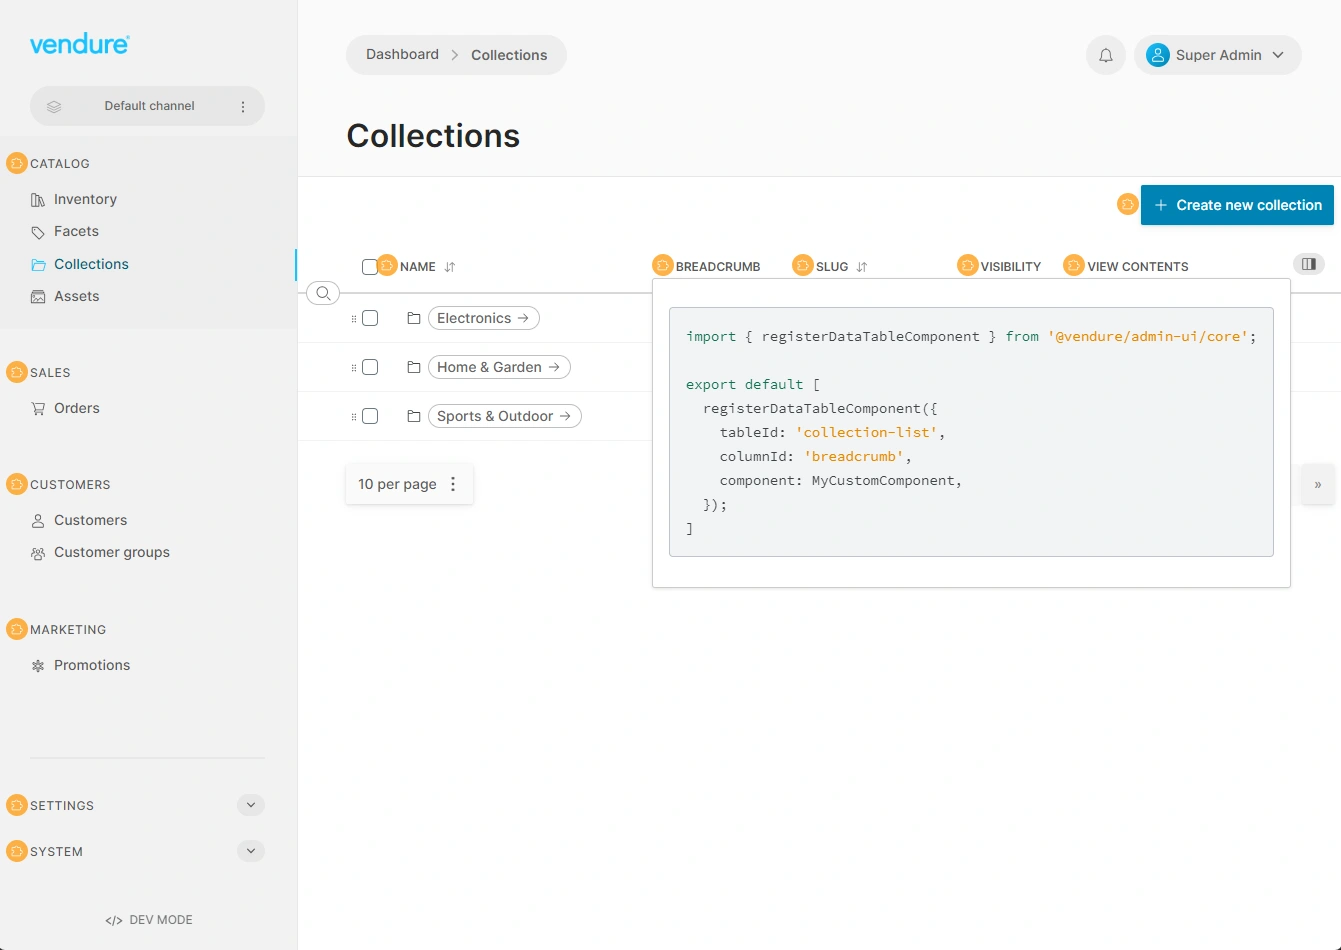 vendure
Default channel
CATALOG
Inventory
Facets
Collections
Assets
SALES
Orders
CUSTOMERS
Customers
Customer groups
MARKETING
Promotions
SETTINGS
SYSTEM
</> DEV MODE
Dashboard > Collections
Super Admin
Collections
+ Create new collection
NAME BREADCRUMB SLUG VISIBILITY VIEW CONTENTS
Electronics →
Home & Garden →
Sports & Outdoor →
10 per page
import { registerDataTableComponent } from '@vendure/admin-ui/core';
export default [
registerDataTableComponent({
tableId: 'collection-list',
columnId: 'breadcrumb',
component: MyCustomComponent,
});
]
»